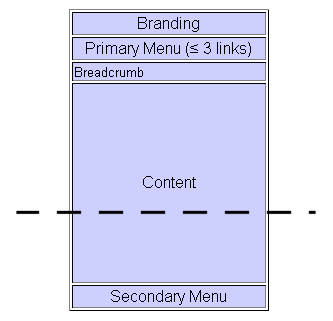 Branding
Primary Menu (≤ 3 links)
Breadcrumb
Content
Secondary Menu